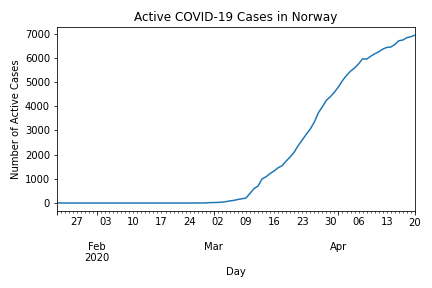 Active COVID-19 Cases in Norway
7000
6000
5000
4000
3000
2000
1000
0
Number of Active Cases
27 03 10 17 24 02 09 16 23 30 06 13 20
Feb Mar Apr
2020
Day